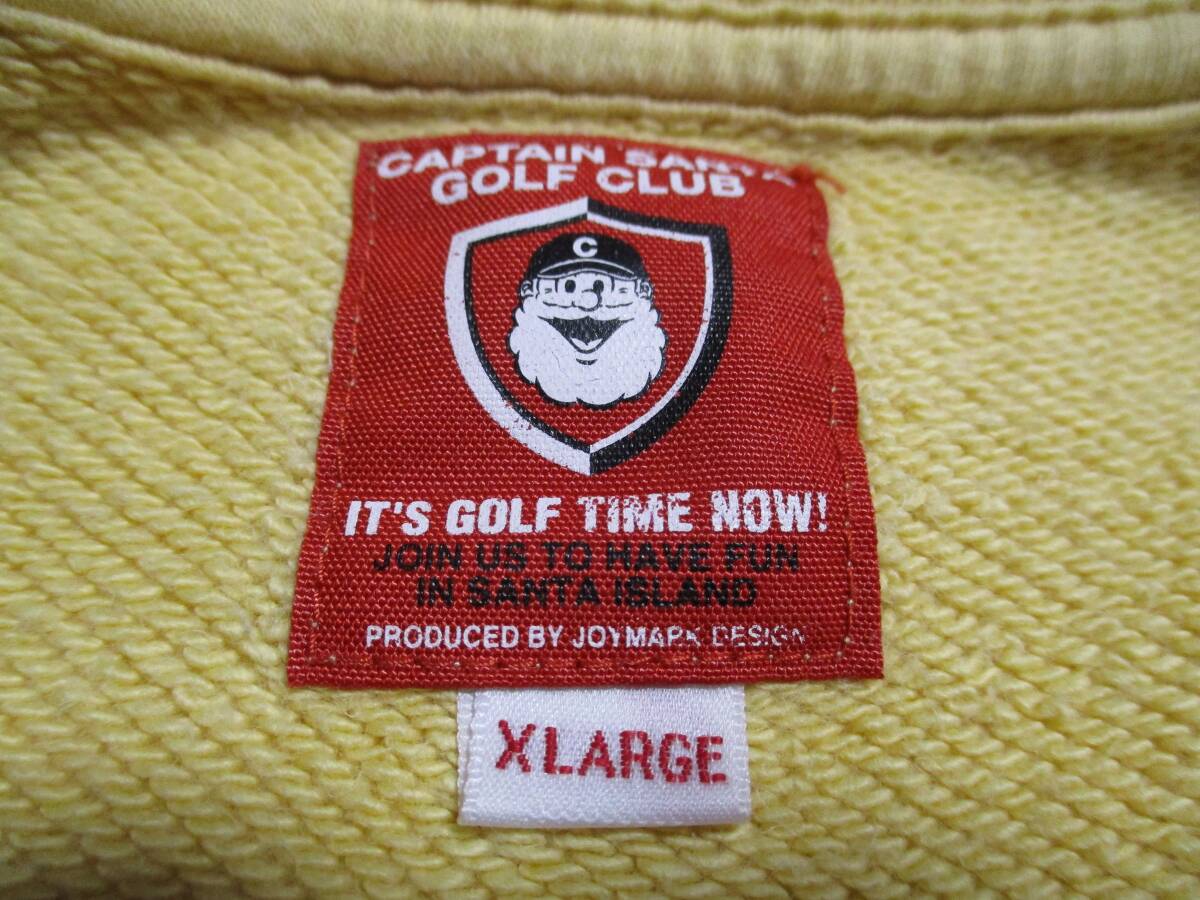 CAPTAIN SANTA
GOLF CLUB
C
IT'S GOLF TIME NOW!
JOIN US TO HAVE FUN
IN SANTA ISLAND
PRODUCED BY JOYMARK DESIGN
XLARGE